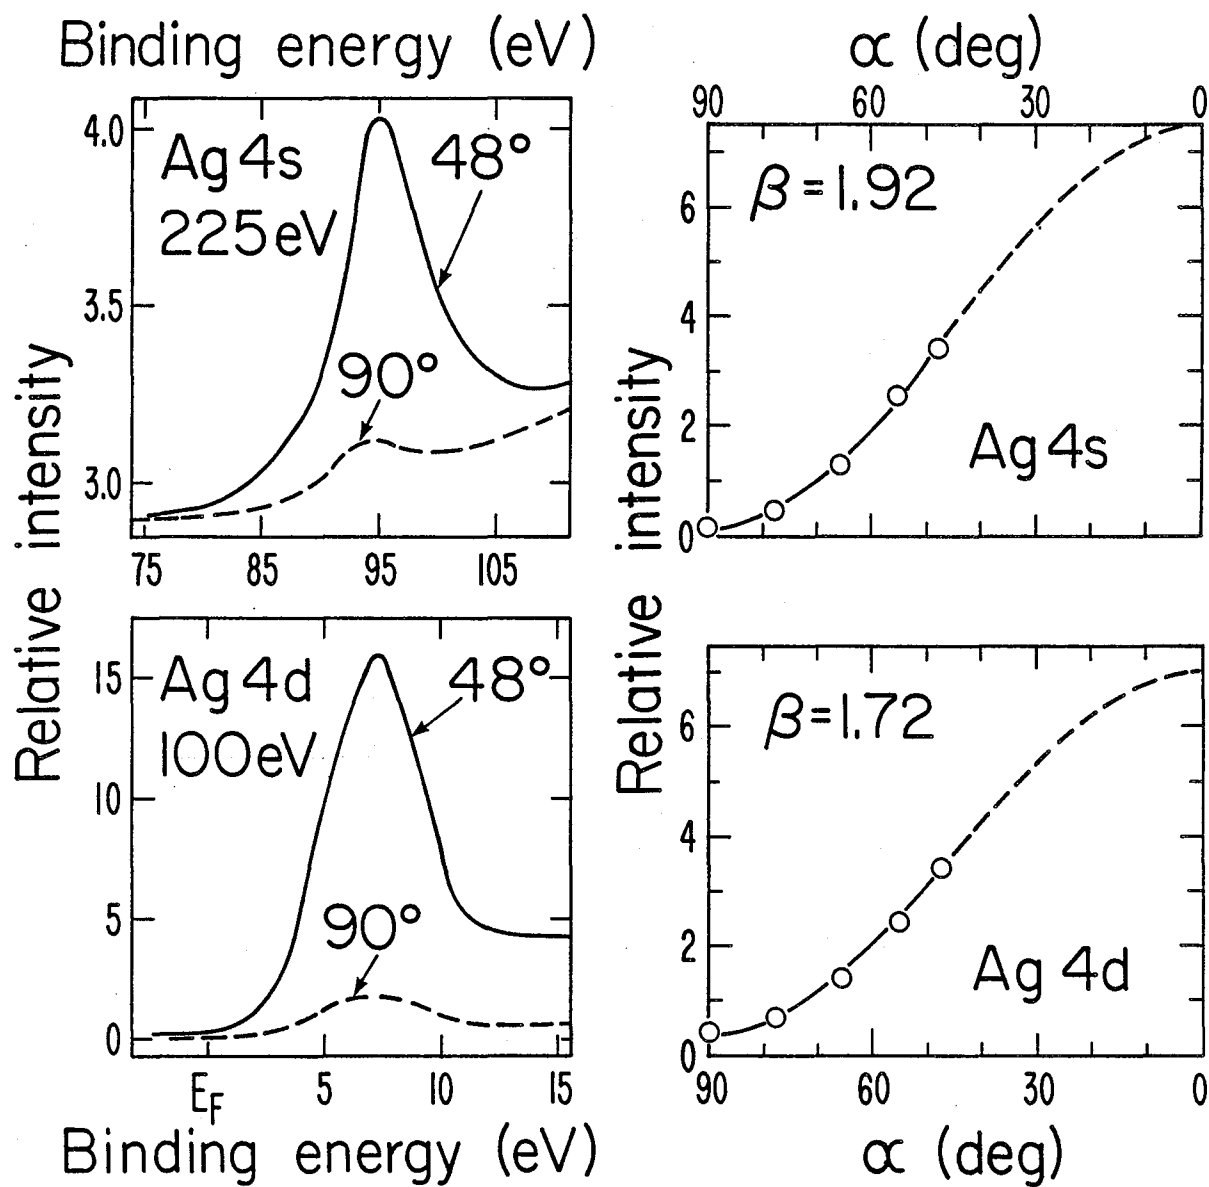 Binding energy (eV)
4.0
3.5
3.0
Ag 4s
225 eV
48°
90°
75 85 95 105
Relative intensity
15
10
5
0
Ag 4d
100 eV
48°
90°
E_F 5 10 15
Binding energy (eV)
α (deg)
90 60 30 0
6
4
2
0
β = 1.92
Ag 4s
Relative intensity
6
4
2
0
β = 1.72
Ag 4d
90 60 30 0
α (deg)